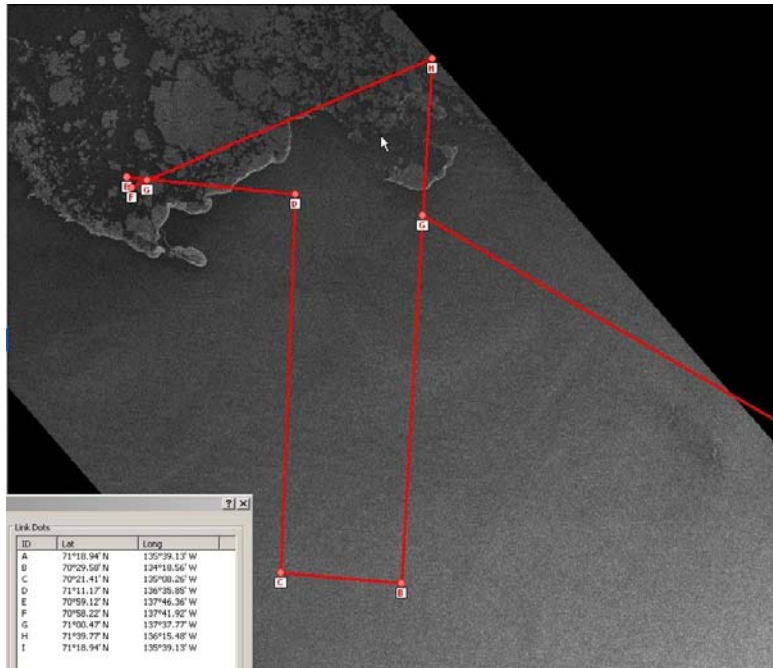 H
D
E
G
F
G
C
B
? X
Link Dots
ID Lat Long
A 71°18.94' N 135°39.13' W
B 70°29.58' N 134°18.56' W
C 70°21.41' N 135°08.26' W
D 71°11.17' N 136°35.85' W
E 70°59.12' N 137°46.36' W
F 70°58.22' N 137°41.92' W
G 71°00.47' N 137°37.77' W
H 71°39.77' N 136°15.48' W
I 71°18.94' N 135°39.13' W